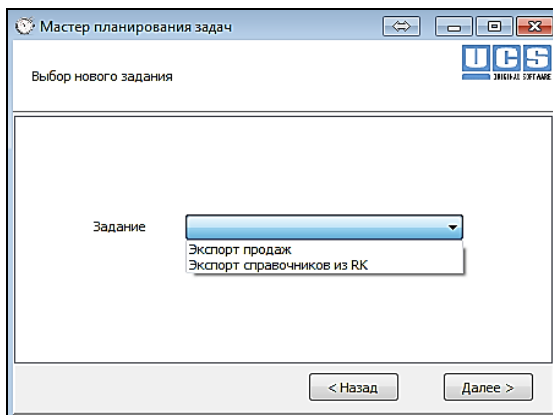 Мастер планирования задач
Выбор нового задания
UCS
ORIGINAL SOFTWARE
Задание
Экспорт продаж
Экспорт справочников из RK
< Назад
Далее >